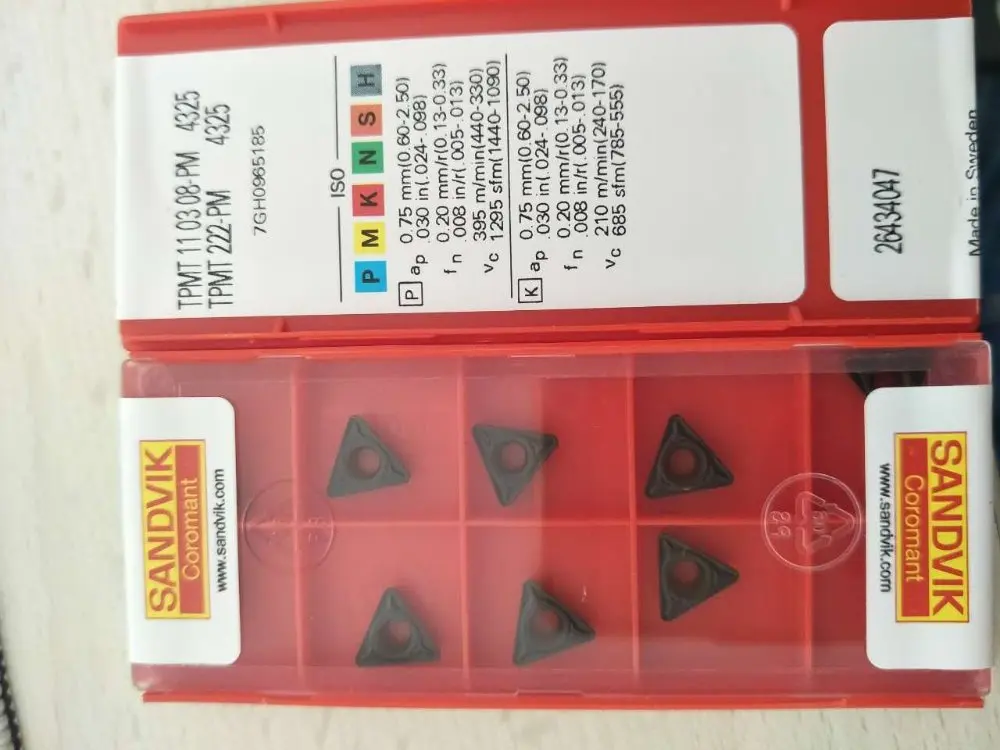 TPMT 11 03 08-PM 4325
TPMT 222-PM 4325
7GH0965185
ISO
P M K N S H
P
ap 0.75 mm(0.60-2.50)
.030 in(.024-.098)
fn 0.20 mm/r(0.13-0.33)
.008 in/r(.005-.013)
vc 395 m/min(440-330)
1295 sfm(1440-1090)
K
ap 0.75 mm(0.60-2.50)
.030 in(.024-.098)
fn 0.20 mm/r(0.13-0.33)
.008 in/r(.005-.013)
vc 210 m/min(240-170)
685 sfm(785-555)
26434047
Made in Sweden
SANDVIK
Coromant
www.sandvik.com
SANDVIK
Coromant
www.sandvik.com